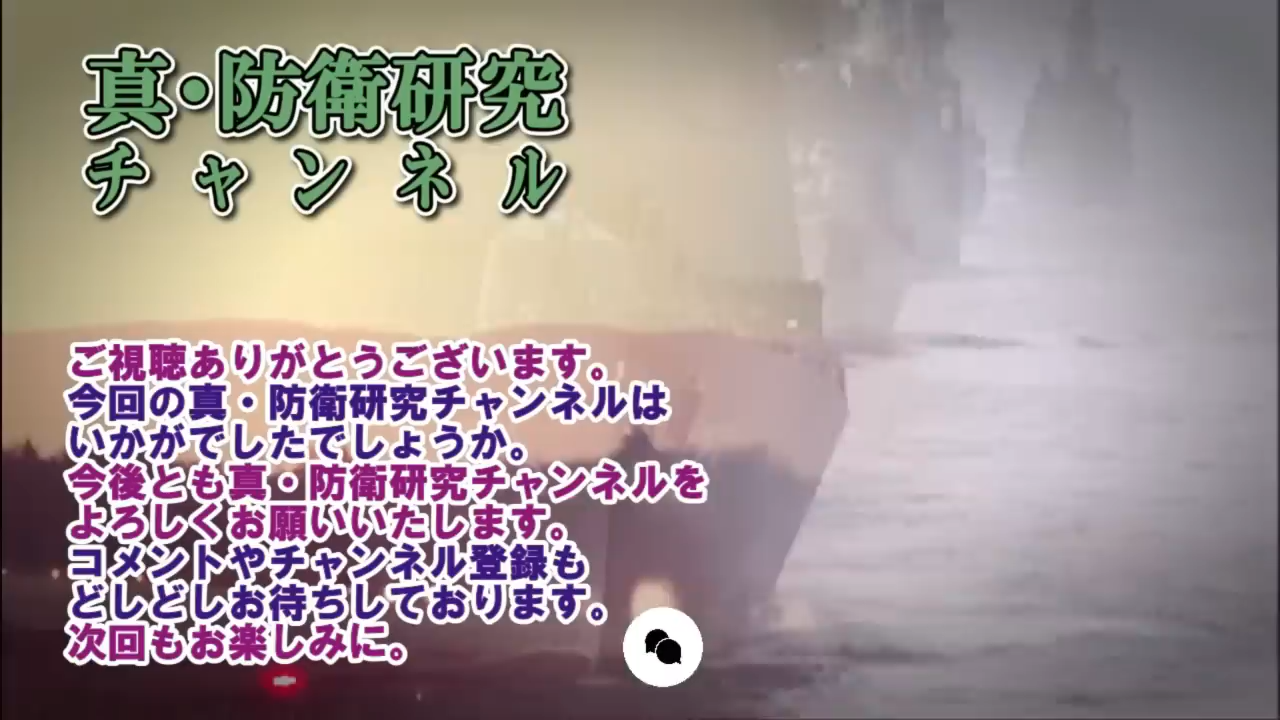 真・防衛研究
チャンネル
ご視聴ありがとうございます。
今回の真・防衛研究チャンネルは
いかがでしたでしょうか。
今後とも真・防衛研究チャンネルを
よろしくお願いいたします。
コメントやチャンネル登録も
どしどしお待ちしております。
次回もお楽しみに。